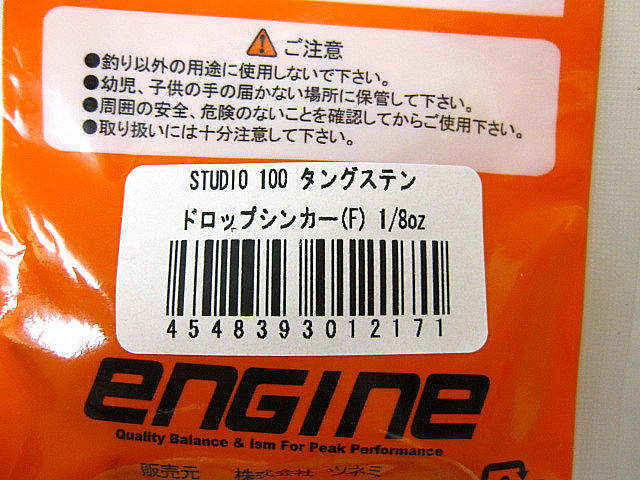 ご注意
●釣り以外の用途に使用しないで下さい。
●幼児、子供の手の届かない場所に保管して下さい。
●周囲の安全、危険のないことを確認してからご使用下さい。
●取り扱いには十分注意して下さい。
STUDIO 100 タングステン
ドロップシンカー(F) 1/8oz
4548393012171
engine
Quality Balance & Ism For Peak Performance
販売元 株式会社 ツネミ